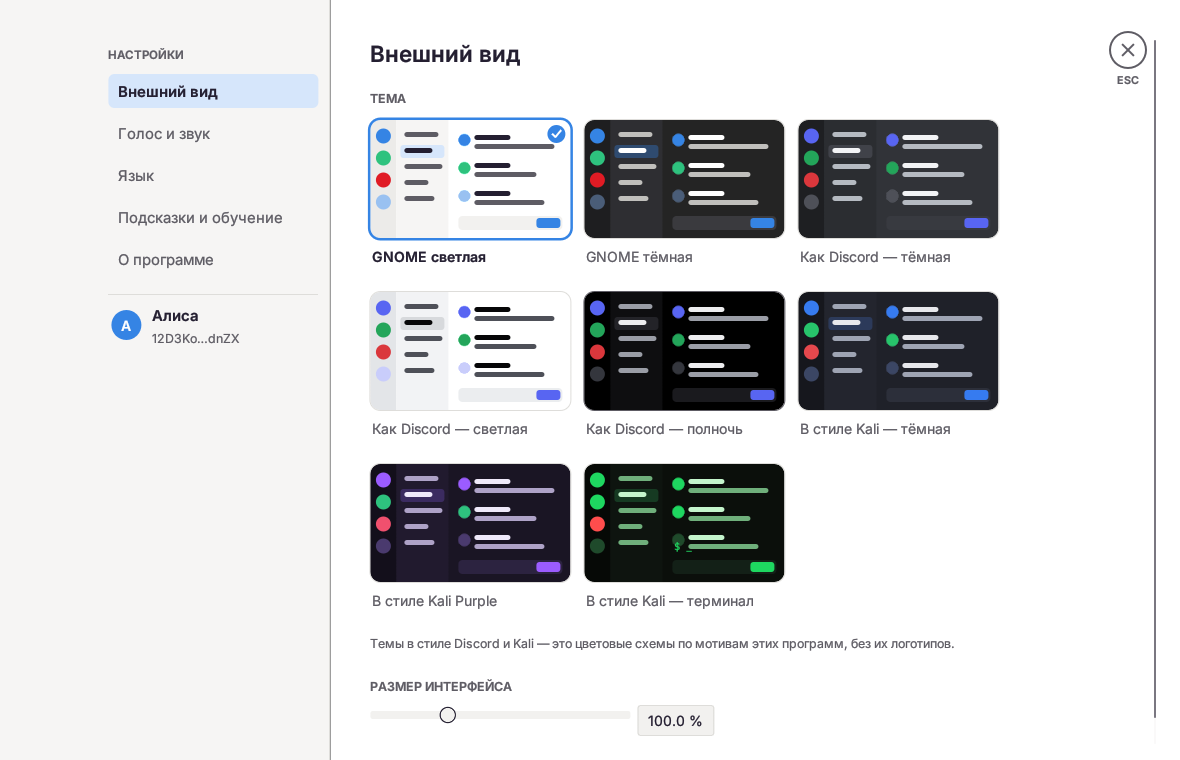 НАСТРОЙКИ
Внешний вид
Голос и звук
Язык
Подсказки и обучение
О программе
А
Алиса
12D3Ko…dnZX
Внешний вид
ESC
ТЕМА
GNOME светлая
GNOME тёмная
Как Discord — тёмная
Как Discord — светлая
Как Discord — полночь
В стиле Kali — тёмная
$ _
В стиле Kali Purple
В стиле Kali — терминал
Темы в стиле Discord и Kali — это цветовые схемы по мотивам этих программ, без их логотипов.
РАЗМЕР ИНТЕРФЕЙСА
100.0 %